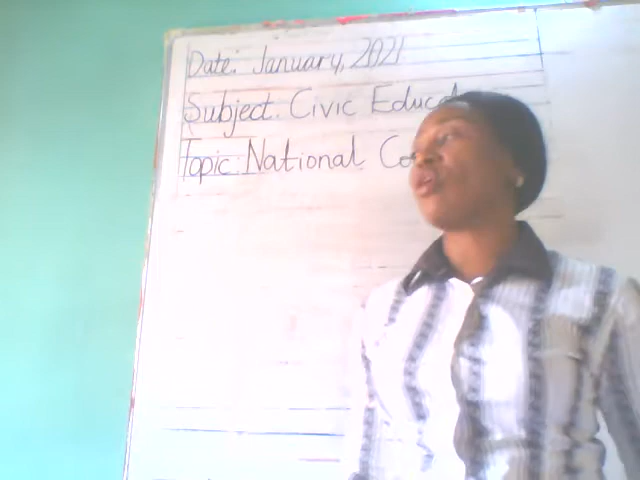 Date: January, 2021
Subject: Civic Educa
Topic: National Co